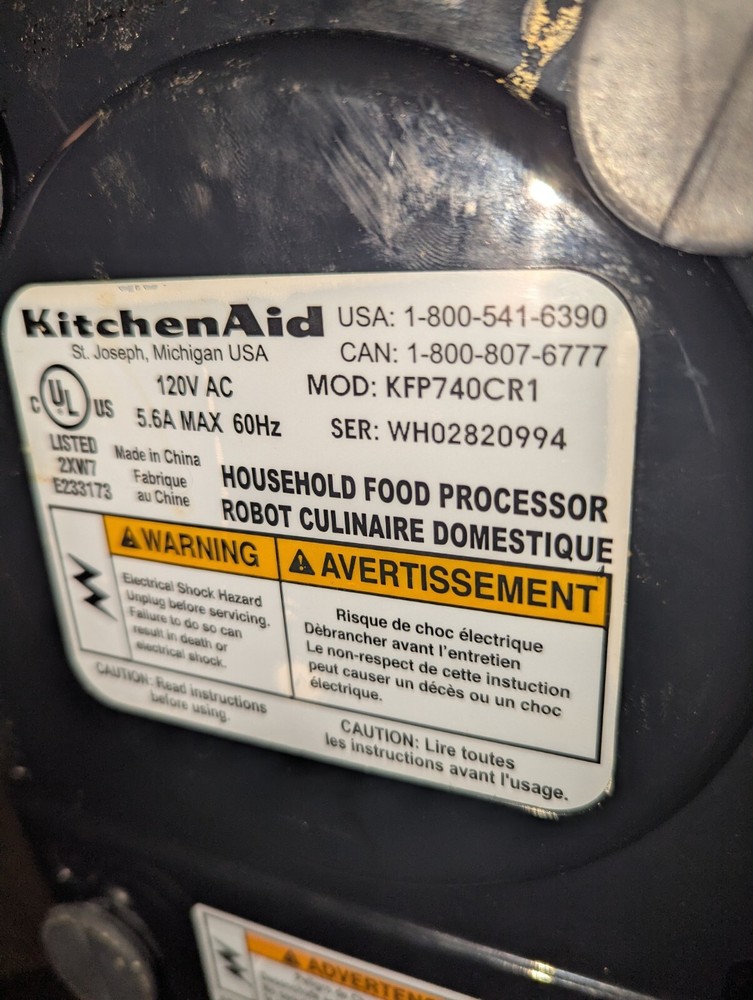 KitchenAid
St. Joseph, Michigan USA
USA: 1-800-541-6390
CAN: 1-800-807-6777
C UL US
LISTED
2XW7
E233173
120V AC
5.6A MAX 60Hz
MOD: KFP740CR1
SER: WH02820994
Made in China
Fabrique
au Chine
HOUSEHOLD FOOD PROCESSOR
ROBOT CULINAIRE DOMESTIQUE
WARNING
Electrical Shock Hazard
Unplug before servicing.
Failure to do so can
result in death or
electrical shock.
AVERTISSEMENT
Risque de choc électrique
Dèbrancher avant l'entretien
Le non-respect de cette instuction
peut causer un décès ou un choc
électrique.
CAUTION: Read instructions
before using.
CAUTION: Lire toutes
les instructions avant l'usage.